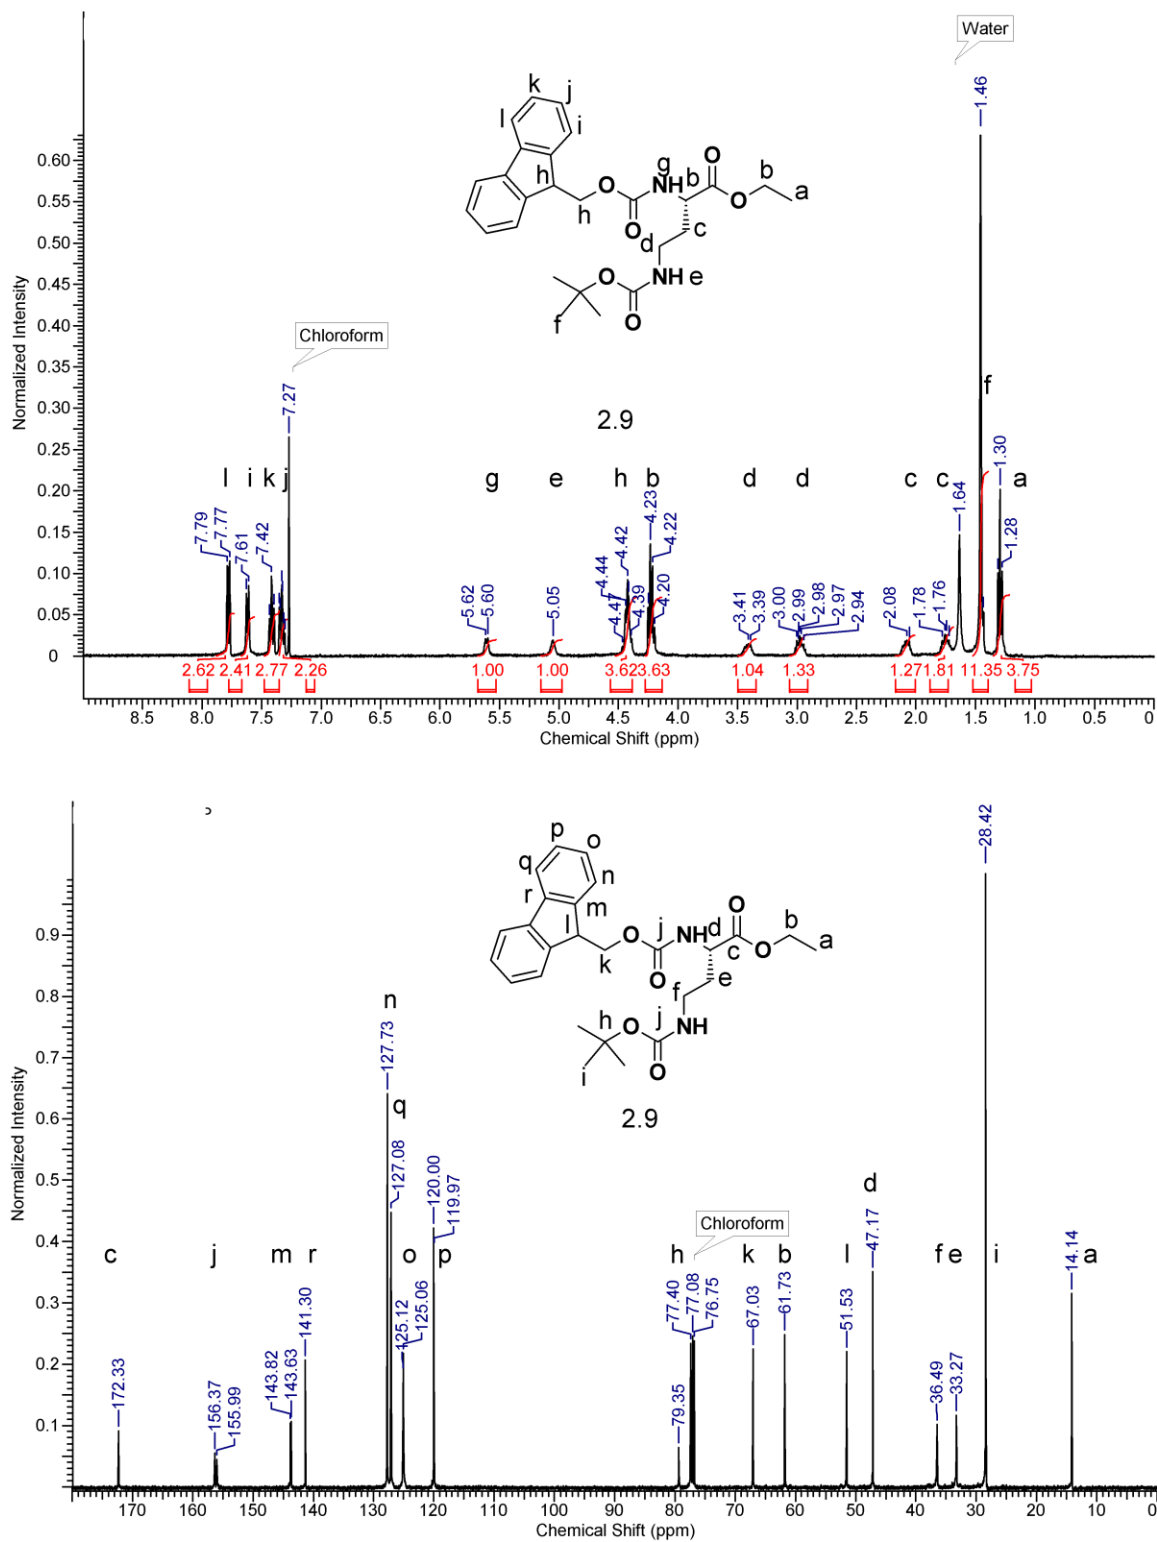 Water
1.46
k
j
l
i
h
O
g
NH
b
O
b
a
O
h
O
c
d
O
NH
e
f
O
Chloroform
7.27
2.9
f
l
i
k
j
g
e
h
b
d
d
c
c
a
7.79
7.77
7.61
7.42
5.62
5.60
5.05
4.47
4.44
4.42
4.39
4.23
4.22
4.20
3.41
3.39
3.00
2.99
2.98
2.97
2.94
2.08
1.78
1.76
1.64
1.30
1.28
Normalized Intensity
0.60
0.55
0.50
0.45
0.40
0.35
0.30
0.25
0.20
0.15
0.10
0.05
0
2.62 2.41 2.77 2.26 1.00 1.00 3.62 3.63 1.04 1.33 1.27 1.81 11.35 3.75
8.5 8.0 7.5 7.0 6.5 6.0 5.5 5.0 4.5 4.0 3.5 3.0 2.5 2.0 1.5 1.0 0.5 0
Chemical Shift (ppm)
28.42
p
o
q
n
r
m
l
O
j
NH
d
O
b
c
O
a
k
O
e
f
h
O
j
NH
i
O
2.9
n
127.73
q
127.08
120.00
119.97
Chloroform
d
47.17
c
j
m
r
o
p
h
k
b
l
f
e
i
a
172.33
156.37
155.99
143.82
143.63
141.30
125.12
125.06
79.35
77.40
77.08
76.75
67.03
61.73
51.53
36.49
33.27
14.14
Normalized Intensity
0.9
0.8
0.7
0.6
0.5
0.4
0.3
0.2
0.1
170 160 150 140 130 120 110 100 90 80 70 60 50 40 30 20 10 0
Chemical Shift (ppm)